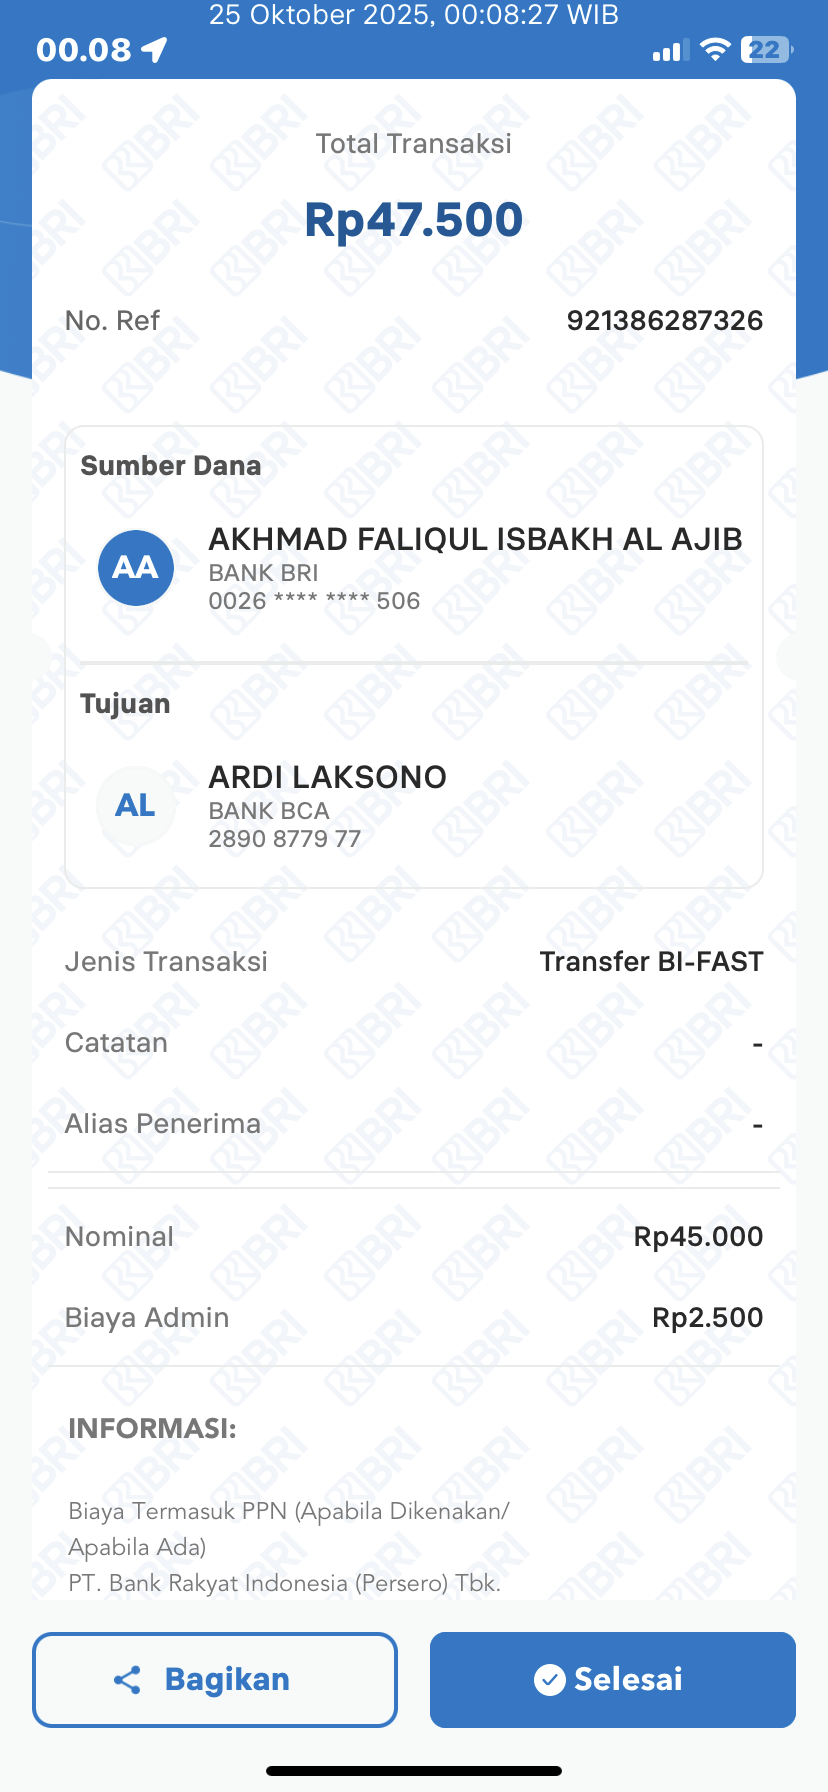 25 Oktober 2025, 00:08:27 WIB
00.08
22
Total Transaksi
Rp47.500
No. Ref 921386287326
Sumber Dana
AA
AKHMAD FALIQUL ISBAKH AL AJIB
BANK BRI
0026 **** **** 506
Tujuan
AL
ARDI LAKSONO
BANK BCA
2890 8779 77
Jenis Transaksi Transfer BI-FAST
Catatan -
Alias Penerima -
Nominal Rp45.000
Biaya Admin Rp2.500
INFORMASI:
Biaya Termasuk PPN (Apabila Dikenakan/
Apabila Ada)
PT. Bank Rakyat Indonesia (Persero) Tbk.
Bagikan
Selesai